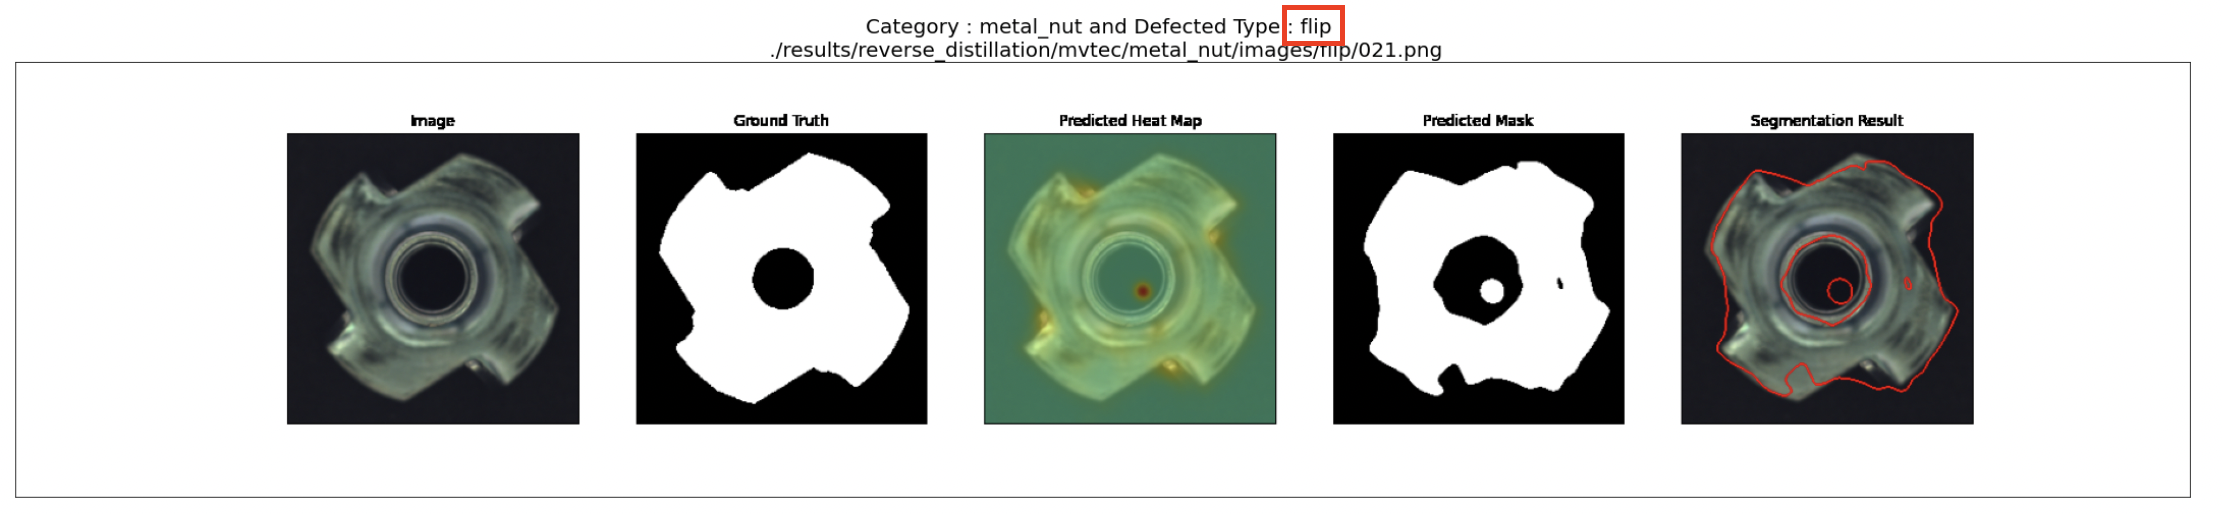 Category : metal_nut and Defected Type : flip
./results/reverse_distillation/mvtec/metal_nut/images/flip/021.png
Image
Ground Truth
Predicted Heat Map
Predicted Mask
Segmentation Result